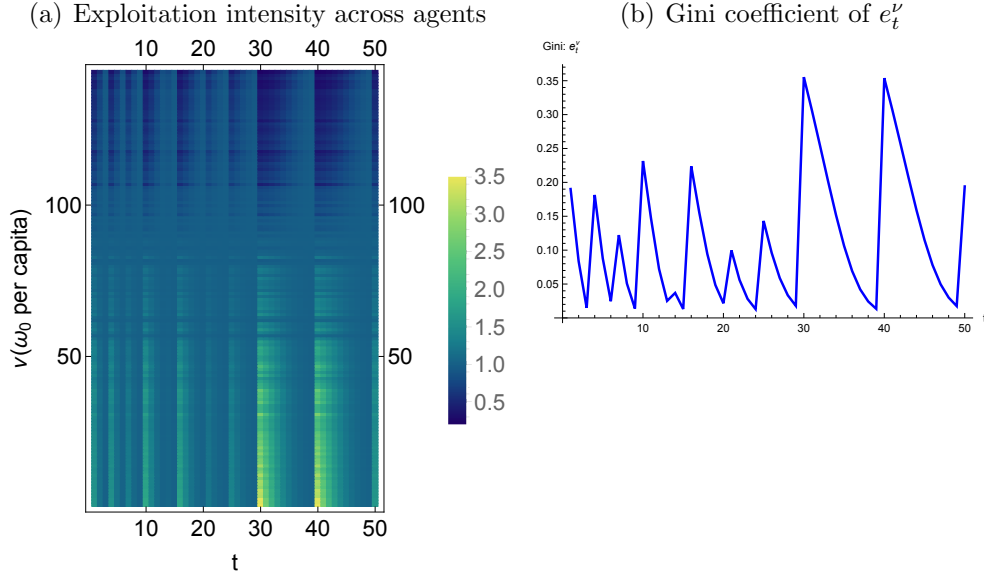 (a) Exploitation intensity across agents
10 20 30 40 50
100 100
50 50
10 20 30 40 50
t
ν(ω₀ per capita)
3.5
3.0
2.5
2.0
1.5
1.0
0.5
(b) Gini coefficient of eₜᵛ
Gini: eₜᵛ
0.35
0.30
0.25
0.20
0.15
0.10
0.05
10 20 30 40 50
t